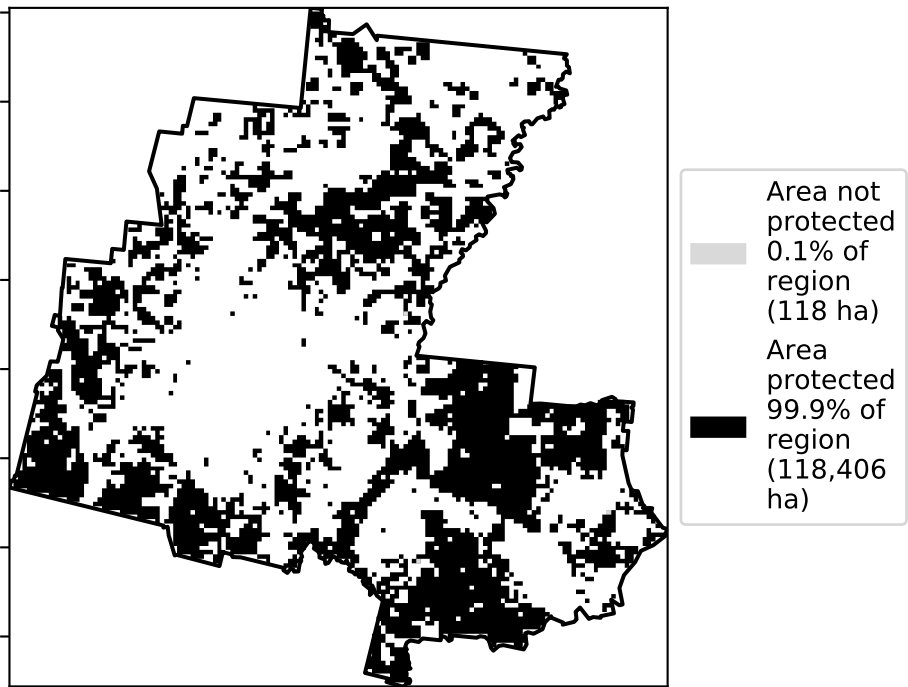 Area not
protected
0.1% of
region
(118 ha)
Area
protected
99.9% of
region
(118,406
ha)